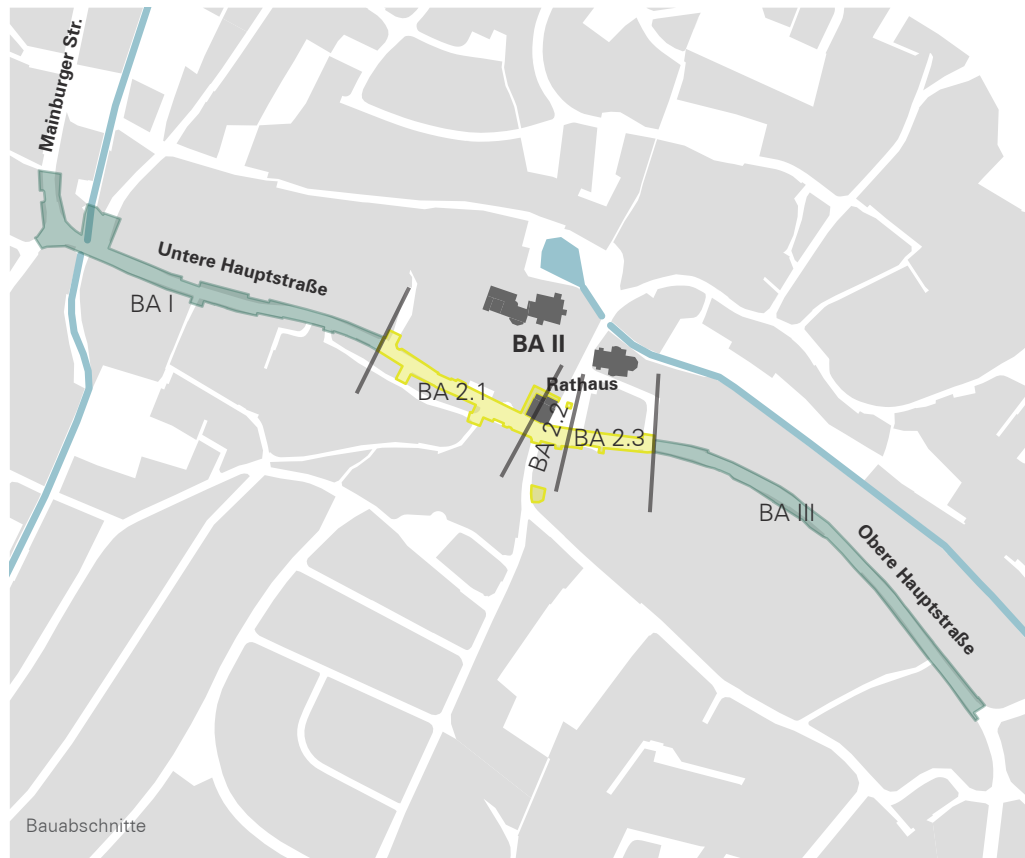 Mainburger Str.
Untere Hauptstraße
BA I
BA II
Rathaus
BA 2.1
BA 2.2
BA 2.3
BA III
Obere Hauptstraße
Bauabschnitte